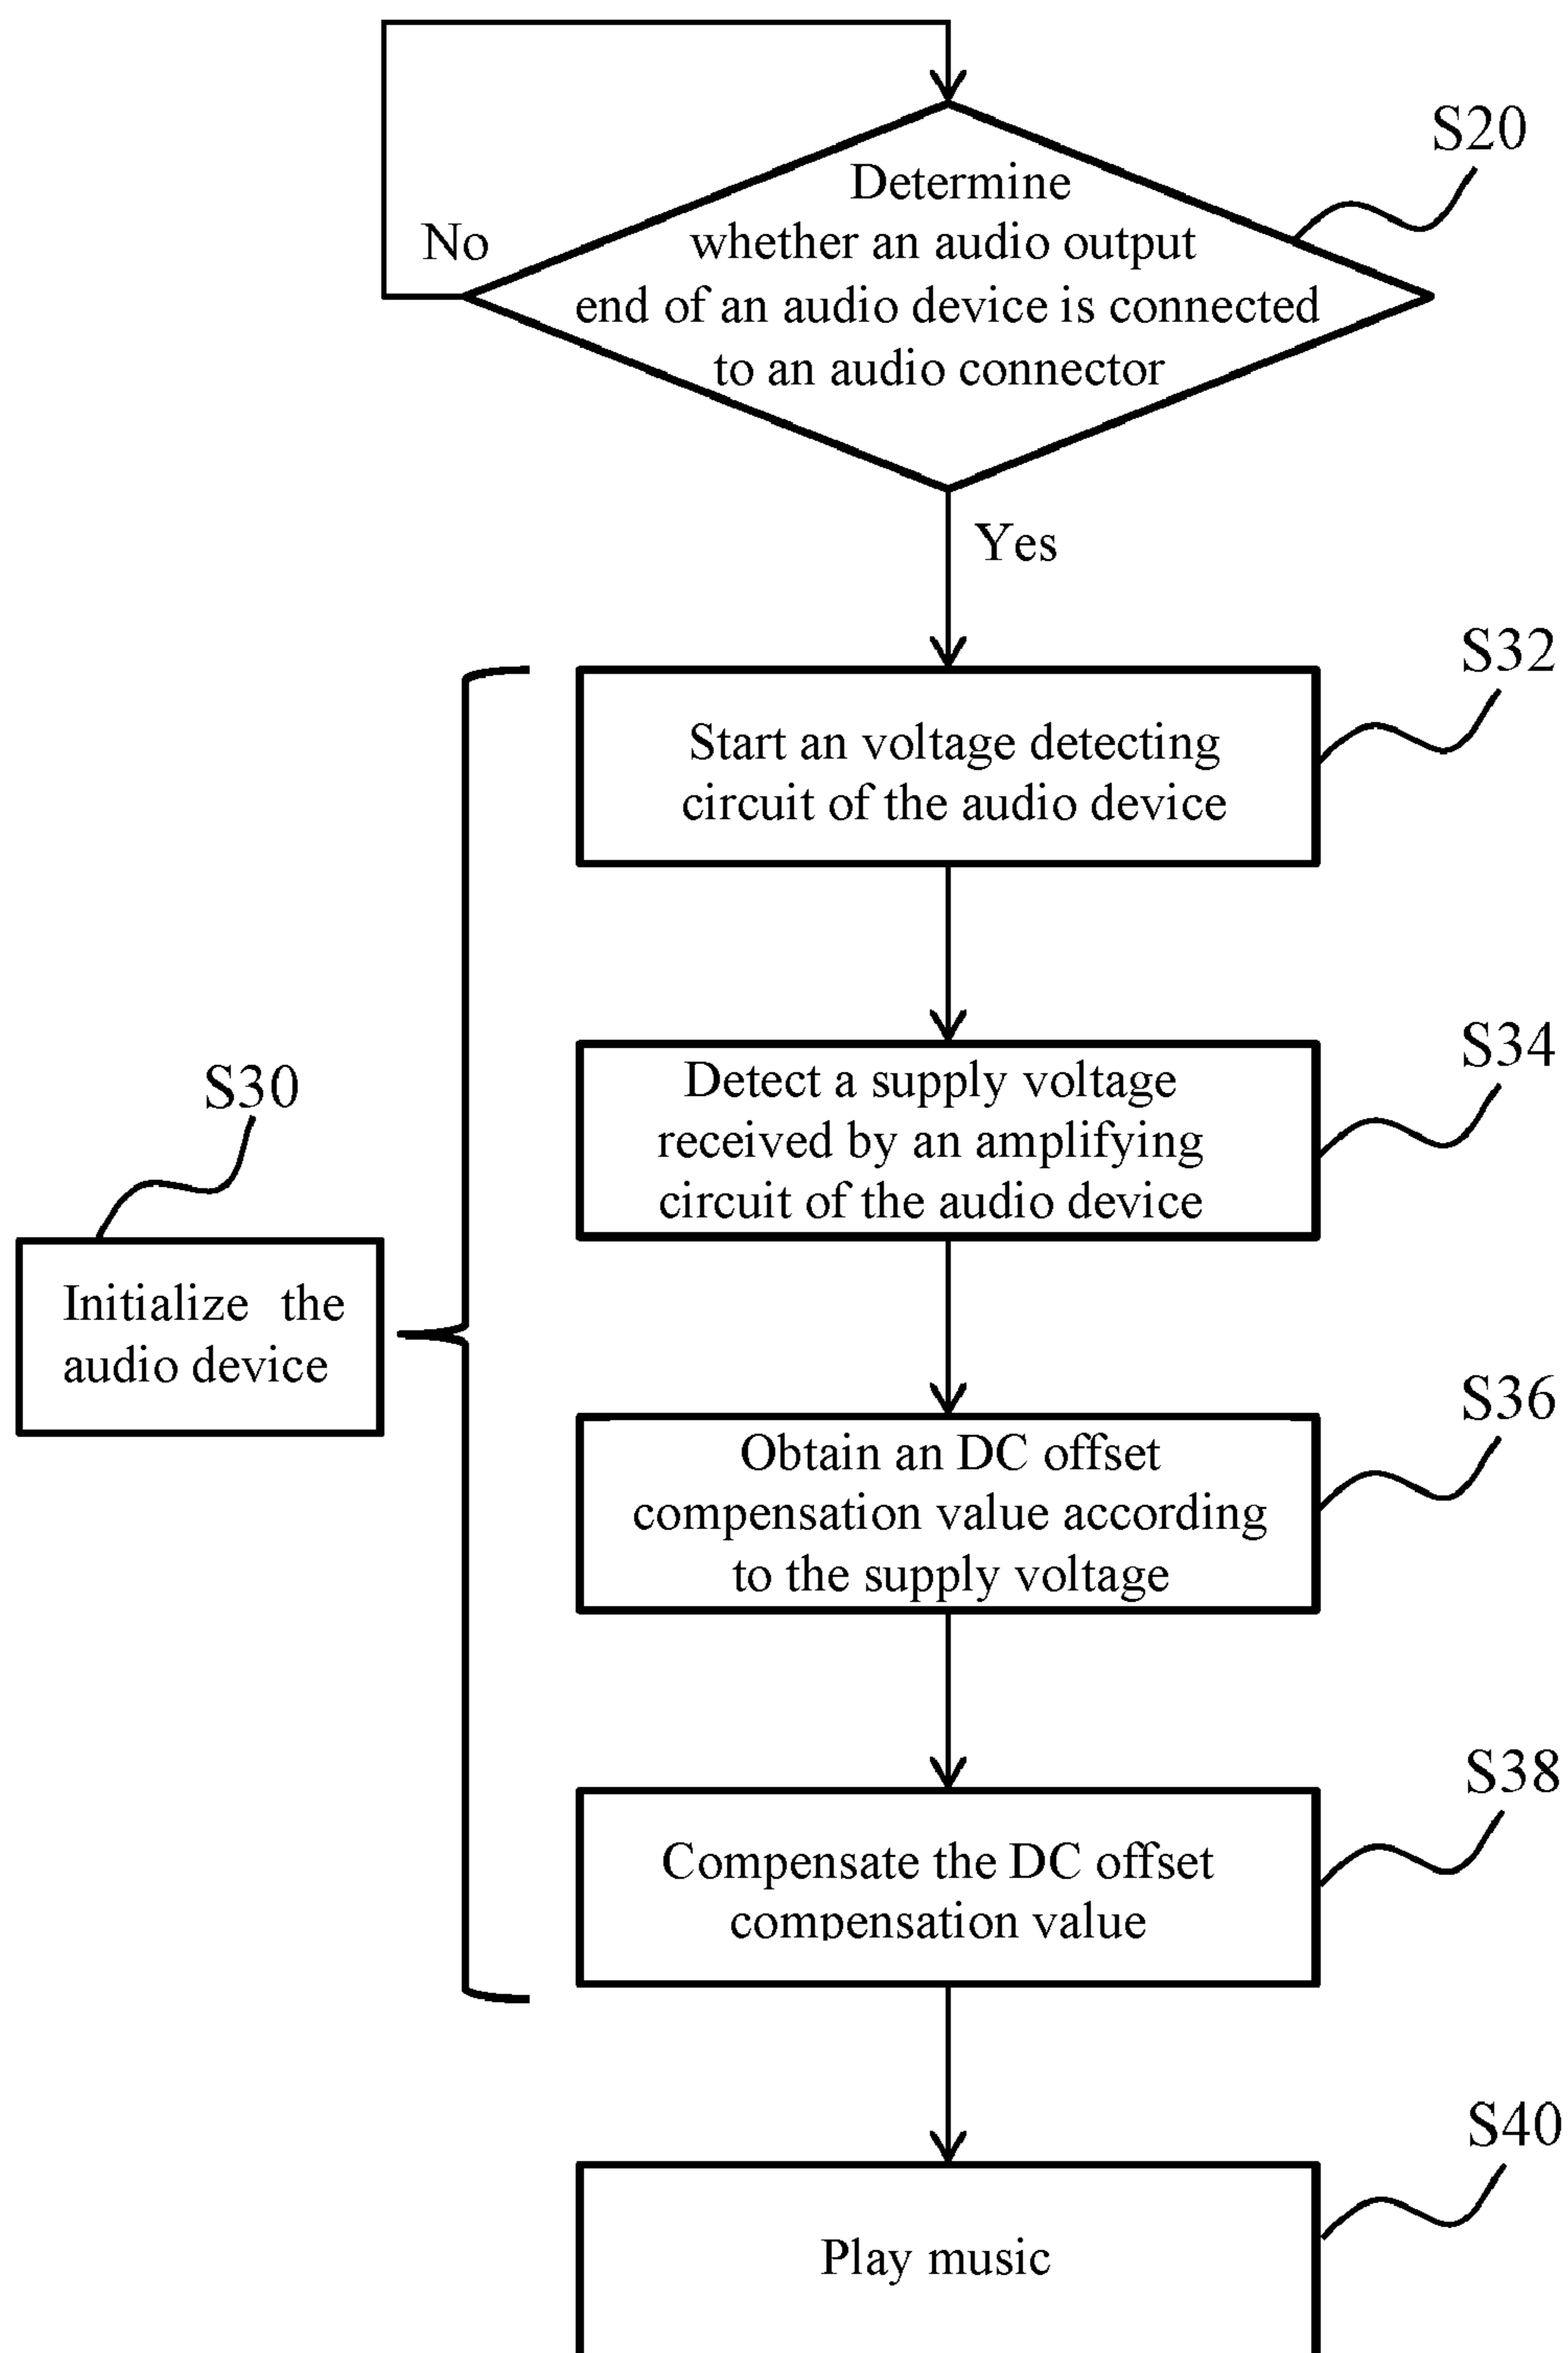 S20
Determine
whether an audio output
end of an audio device is connected
to an audio connector
No
Yes
S32
Start an voltage detecting
circuit of the audio device
S34
Detect a supply voltage
received by an amplifying
circuit of the audio device
S30
Initialize the
audio device
S36
Obtain an DC offset
compensation value according
to the supply voltage
S38
Compensate the DC offset
compensation value
S40
Play music